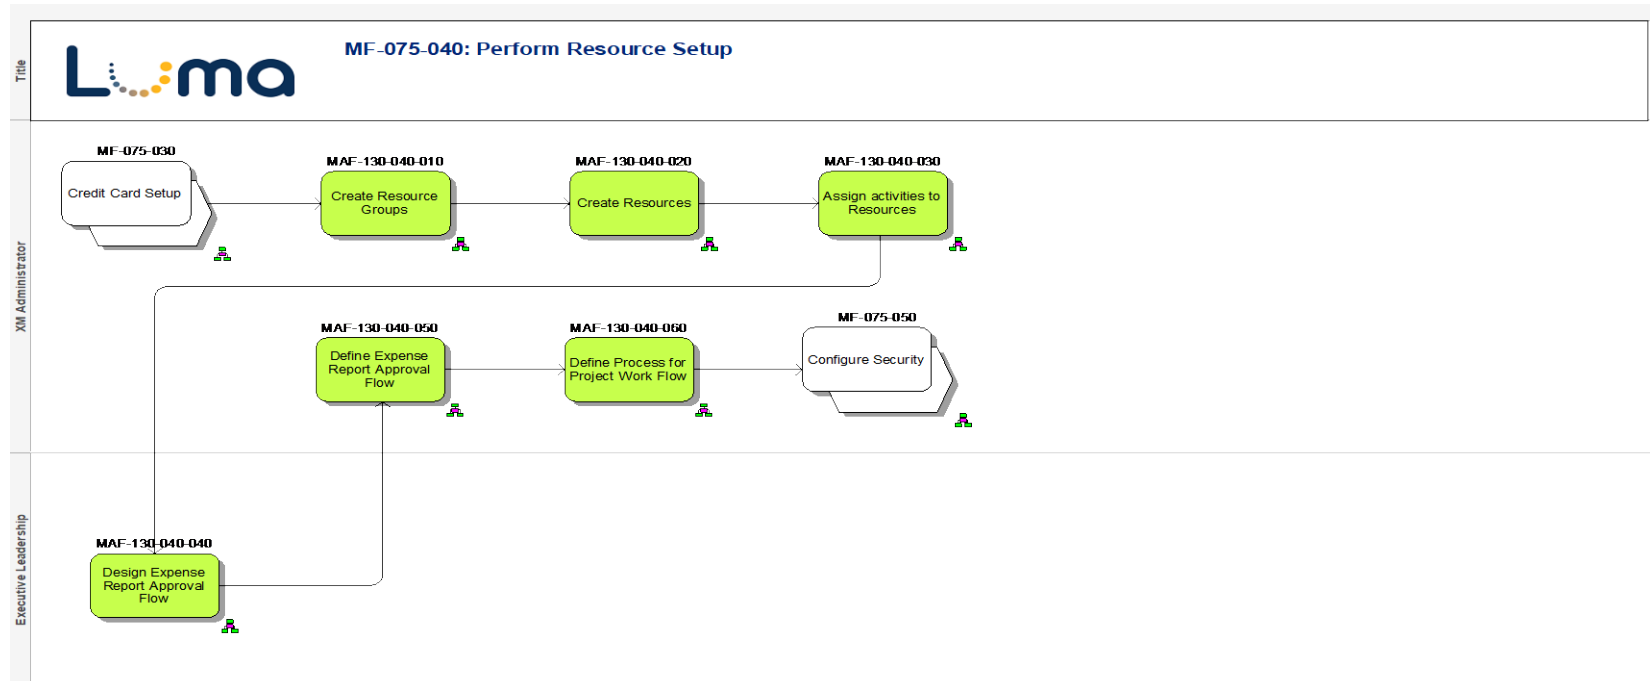 Title
Luma
MF-075-040: Perform Resource Setup
XM Administrator
MF-075-030
Credit Card Setup
MAF-130-040-010
Create Resource
Groups
MAF-130-040-020
Create Resources
MAF-130-040-030
Assign activities to
Resources
MAF-130-040-050
Define Expense
Report Approval
Flow
MAF-130-040-060
Define Process for
Project Work Flow
MF-075-050
Configure Security
Executive Leadership
MAF-130-040-040
Design Expense
Report Approval
Flow